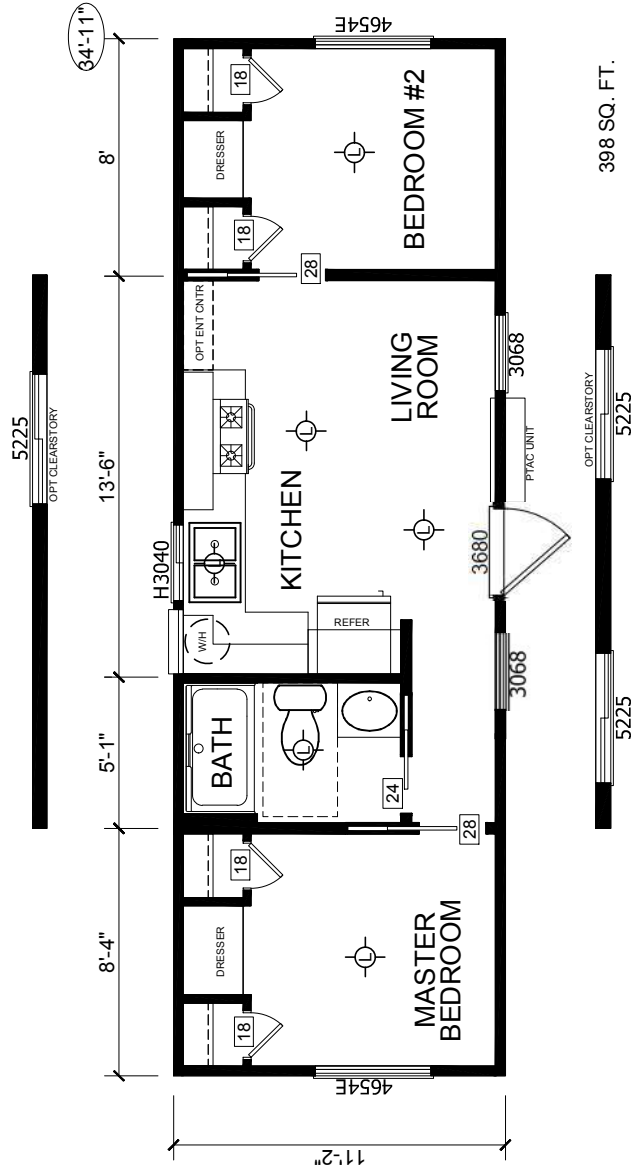 5225
OPT CLEARSTORY
8'-4"
5'-1"
13'-6"
8'
34'-11"
11'-2"
H3040
18
DRESSER
18
BATH
W/H
OPT ENT CNTR
18
DRESSER
18
4654E
L
MASTER
BEDROOM
28
L
24
REFER
L
KITCHEN
L
L
LIVING
ROOM
28
L
BEDROOM #2
4654E
3068
3680
PTAC UNIT
3068
5225
5225
OPT CLEARSTORY
398 SQ. FT.